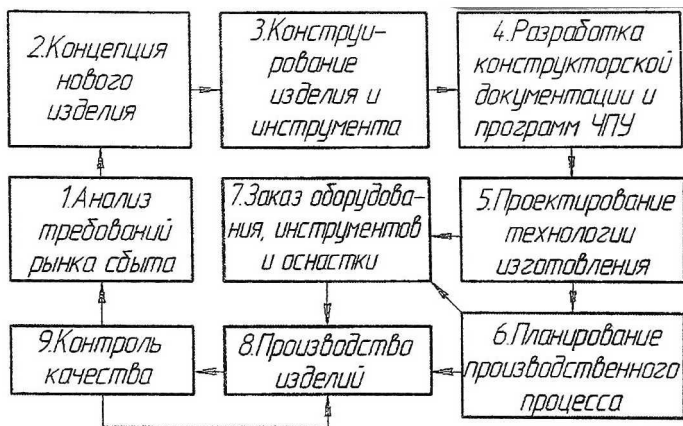 2.Концепция
нового
изделия
3.Конструи-
рование
изделия и
инструмента
4.Разработка
конструкторской
документации и
программ ЧПУ
1.Анализ
требований
рынка сбыта
7.Заказ оборудова-
ния, инструментов
и оснастки
5.Проектирование
технологии
изготовления
9.Контроль
качества
8.Производство
изделий
6.Планирование
производственного
процесса